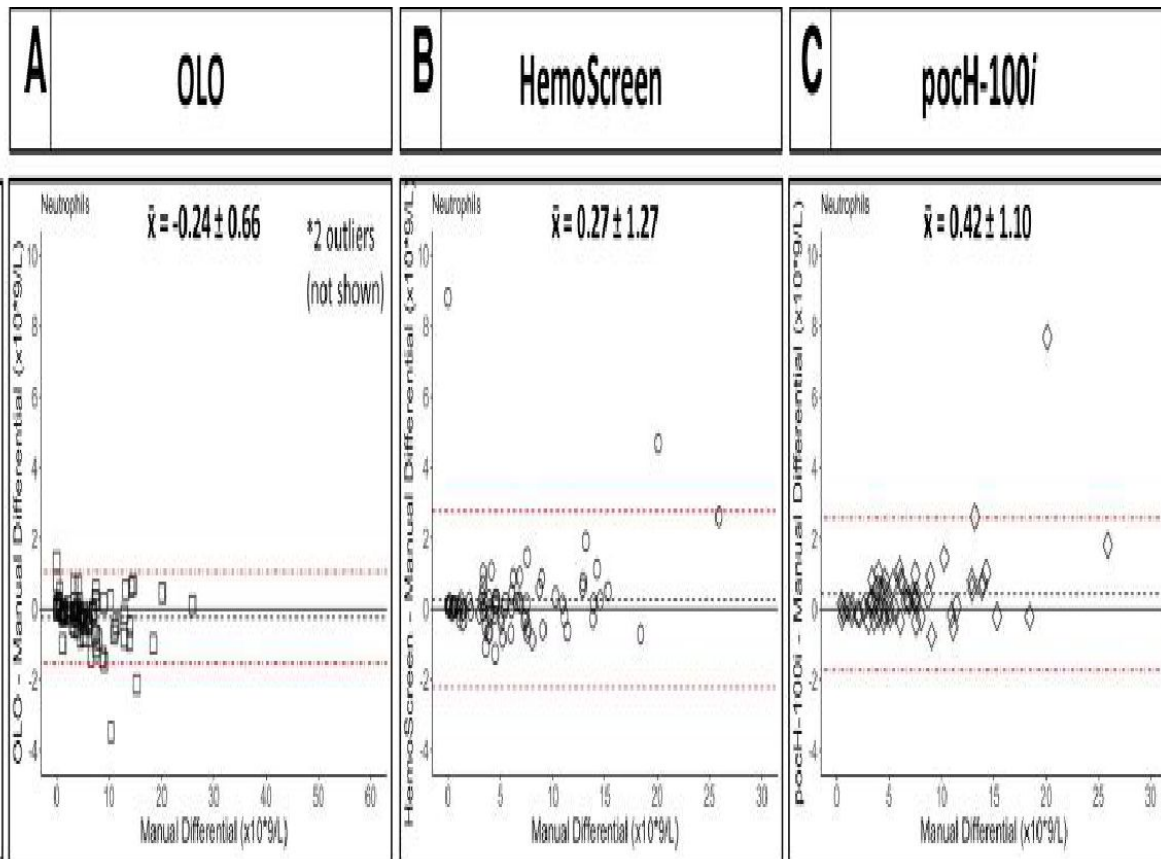 A
OLO
B
HemoScreen
C
pocH-100i
Neutrophils
x̄ = -0.24 ± 0.66
*2 outliers
(not shown)
OLO - Manual Differential (x10*9/L)
10
8
6
4
2
0
-2
-4
0 10 20 30 40 50 60
Manual Differential (x10*9/L)
Neutrophils
x̄ = 0.27 ± 1.27
HemoScreen - Manual Differential (x10*9/L)
10
8
6
4
2
0
-2
-4
0 5 10 15 20 25 30
Manual Differential (x10*9/L)
Neutrophils
x̄ = 0.42 ± 1.10
pocH-100i - Manual Differential (x10*9/L)
10
8
6
4
2
0
-2
-4
0 5 10 15 20 25 30
Manual Differential (x10*9/L)